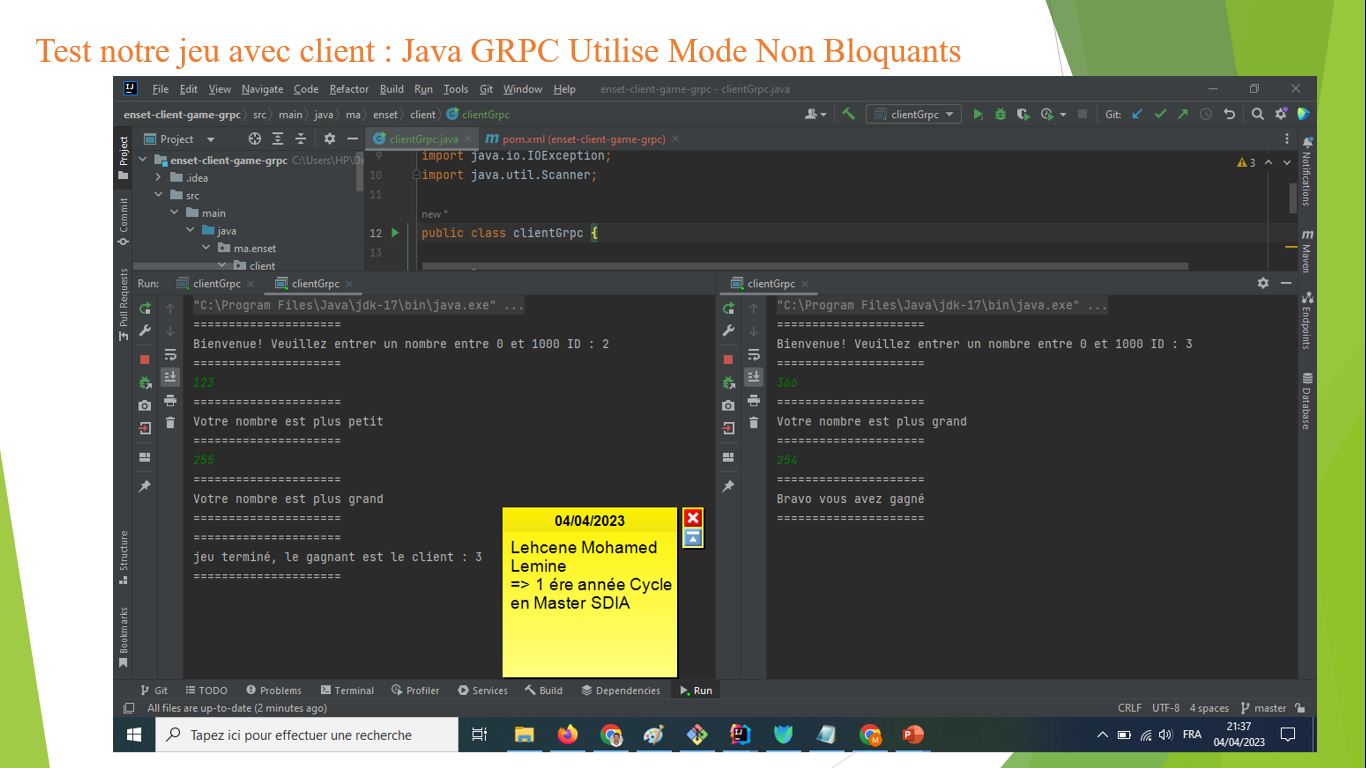 Test notre jeu avec client : Java GRPC Utilise Mode Non Bloquants
File Edit View Navigate Code Refactor Build Run Tools Git Window Help enset-client-game-grpc - clientGrpc.java
enset-client-game-grpc src main java ma enset client clientGrpc
clientGrpc Git:
Project
clientGrpc.java
pom.xml (enset-client-game-grpc)
enset-client-game-grpc C:\Users\HP\De
.idea
src
main
java
ma.enset
client
9 import java.io.IOException;
10 import java.util.Scanner;
11
new *
12 public class clientGrpc {
13
3
Project
Commit
Pull Requests
Structure
Bookmarks
Notifications
Maven
Endpoints
Database
Run: clientGrpc clientGrpc
"C:\Program Files\Java\jdk-17\bin\java.exe" ...
=====================
Bienvenue! Veuillez entrer un nombre entre 0 et 1000 ID : 2
=====================
123
=====================
Votre nombre est plus petit
=====================
255
=====================
Votre nombre est plus grand
=====================
=====================
jeu terminé, le gagnant est le client : 3
=====================
clientGrpc
"C:\Program Files\Java\jdk-17\bin\java.exe" ...
=====================
Bienvenue! Veuillez entrer un nombre entre 0 et 1000 ID : 3
=====================
366
=====================
Votre nombre est plus grand
=====================
254
=====================
Bravo vous avez gagné
=====================
04/04/2023
Lehcene Mohamed
Lemine
=> 1 ére année Cycle
en Master SDIA
Git TODO Problems Terminal Profiler Services Build Dependencies Run
All files are up-to-date (2 minutes ago)
CRLF UTF-8 4 spaces master
Tapez ici pour effectuer une recherche
FRA
21:37
04/04/2023